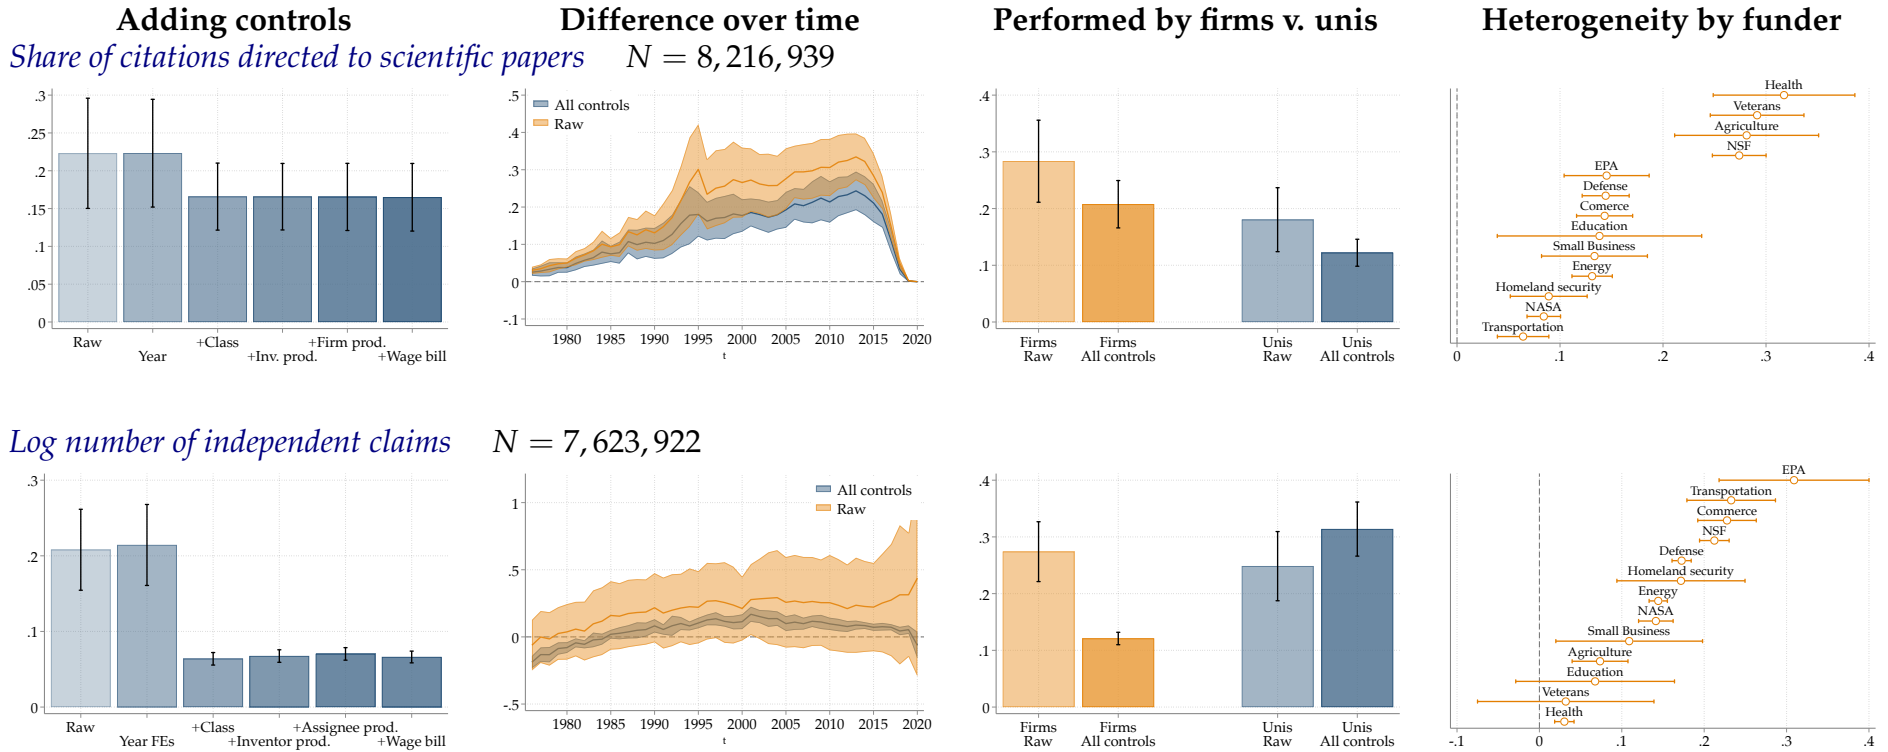 Adding controls
Difference over time
Performed by firms v. unis
Heterogeneity by funder
Share of citations directed to scientific papers N = 8,216,939
.3
.25
.2
.15
.1
.05
0
Raw
Year
+Class
+Inv. prod.
+Firm prod.
+Wage bill
.5
.4
.3
.2
.1
0
-.1
All controls
Raw
1980 1985 1990 1995 2000 2005 2010 2015 2020
t
.4
.3
.2
.1
0
Firms
Raw
Firms
All controls
Unis
Raw
Unis
All controls
Health
Veterans
Agriculture
NSF
EPA
Defense
Comerce
Education
Small Business
Energy
Homeland security
NASA
Transportation
0 .1 .2 .3 .4
Log number of independent claims N = 7,623,922
.3
.2
.1
0
Raw
Year FEs
+Class
+Inventor prod.
+Assignee prod.
+Wage bill
1
.5
0
-.5
All controls
Raw
1980 1985 1990 1995 2000 2005 2010 2015 2020
t
.4
.3
.2
.1
0
Firms
Raw
Firms
All controls
Unis
Raw
Unis
All controls
EPA
Transportation
Commerce
NSF
Defense
Homeland security
Energy
NASA
Small Business
Agriculture
Education
Veterans
Health
-.1 0 .1 .2 .3 .4